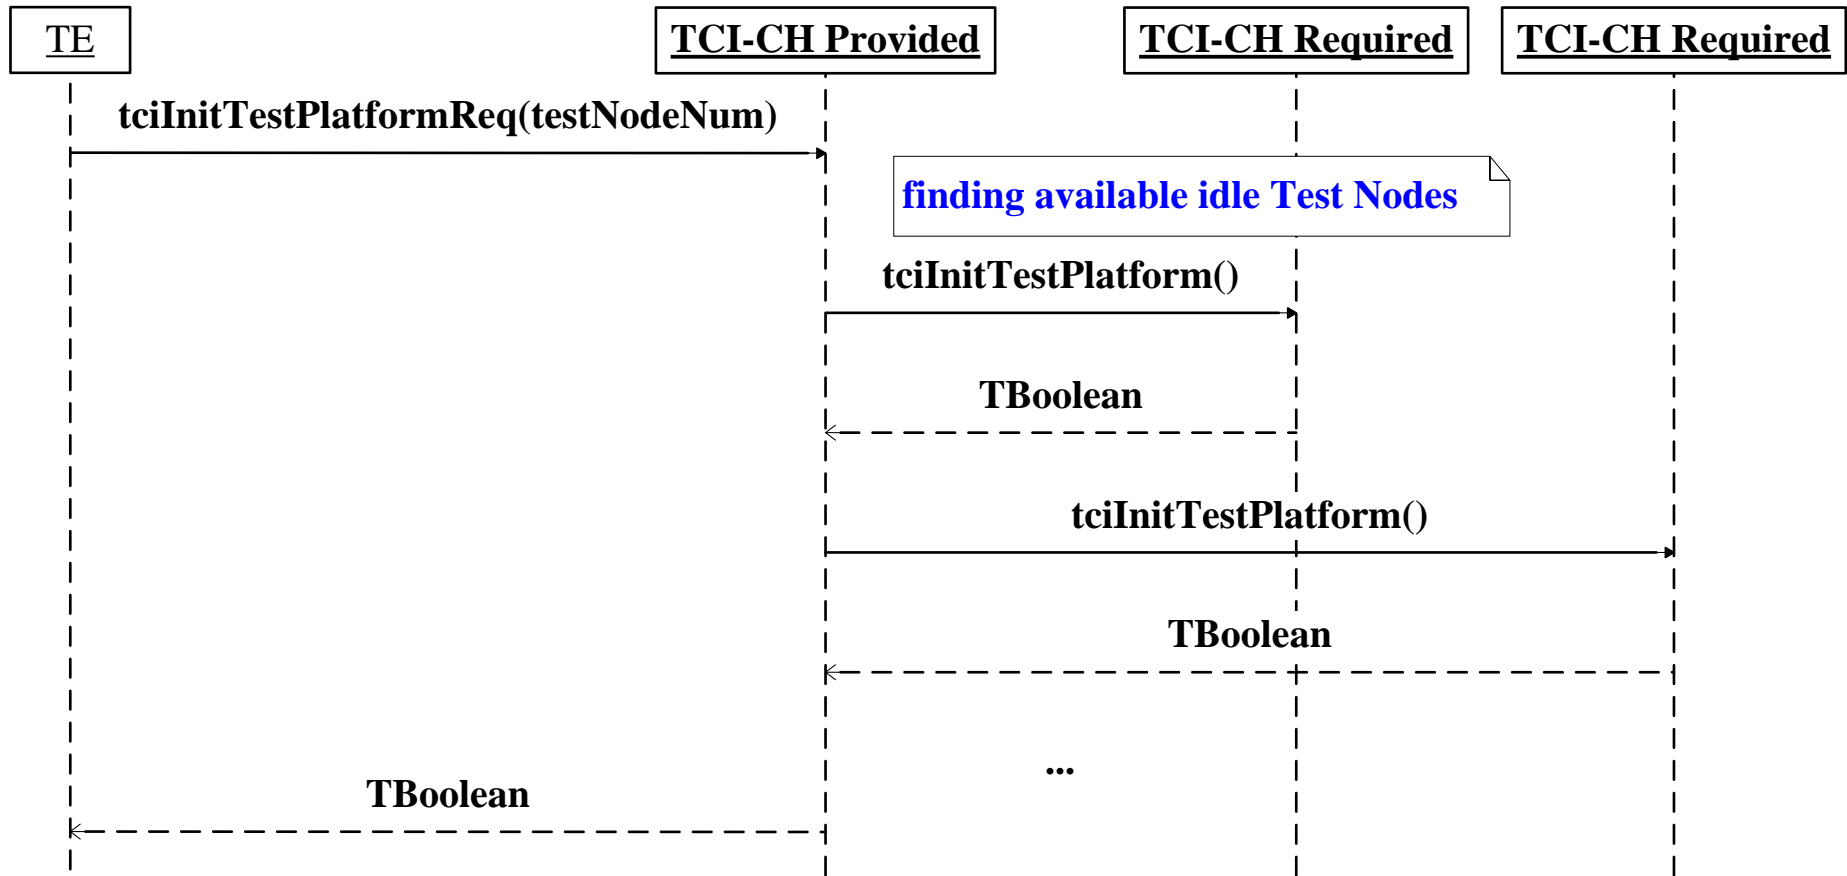 TE
TCI-CH Provided
TCI-CH Required
TCI-CH Required
tciInitTestPlatformReq(testNodeNum)
finding available idle Test Nodes
tciInitTestPlatform()
TBoolean
tciInitTestPlatform()
TBoolean
...
TBoolean